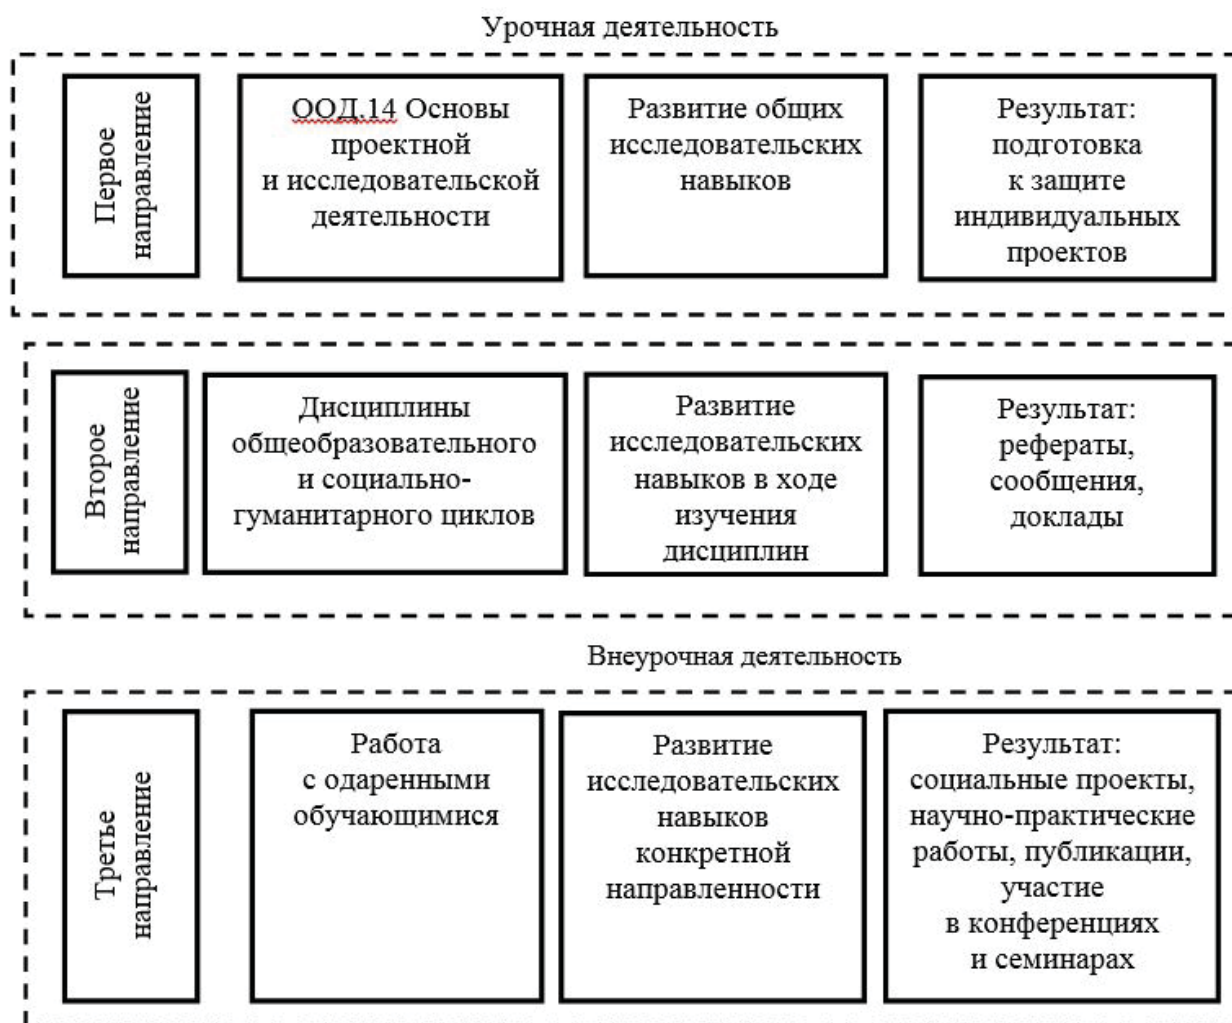 Урочная деятельность
Первое
направление
ООД.14 Основы
проектной
и исследовательской
деятельности
Развитие общих
исследовательских
навыков
Результат:
подготовка
к защите
индивидуальных
проектов
Второе
направление
Дисциплины
общеобразовательного
и социально-
гуманитарного циклов
Развитие
исследовательских
навыков в ходе
изучения
дисциплин
Результат:
рефераты,
сообщения,
доклады
Внеурочная деятельность
Третье
направление
Работа
с одаренными
обучающимися
Развитие
исследовательских
навыков
конкретной
направленности
Результат:
социальные проекты,
научно-практические
работы, публикации,
участие
в конференциях
и семинарах